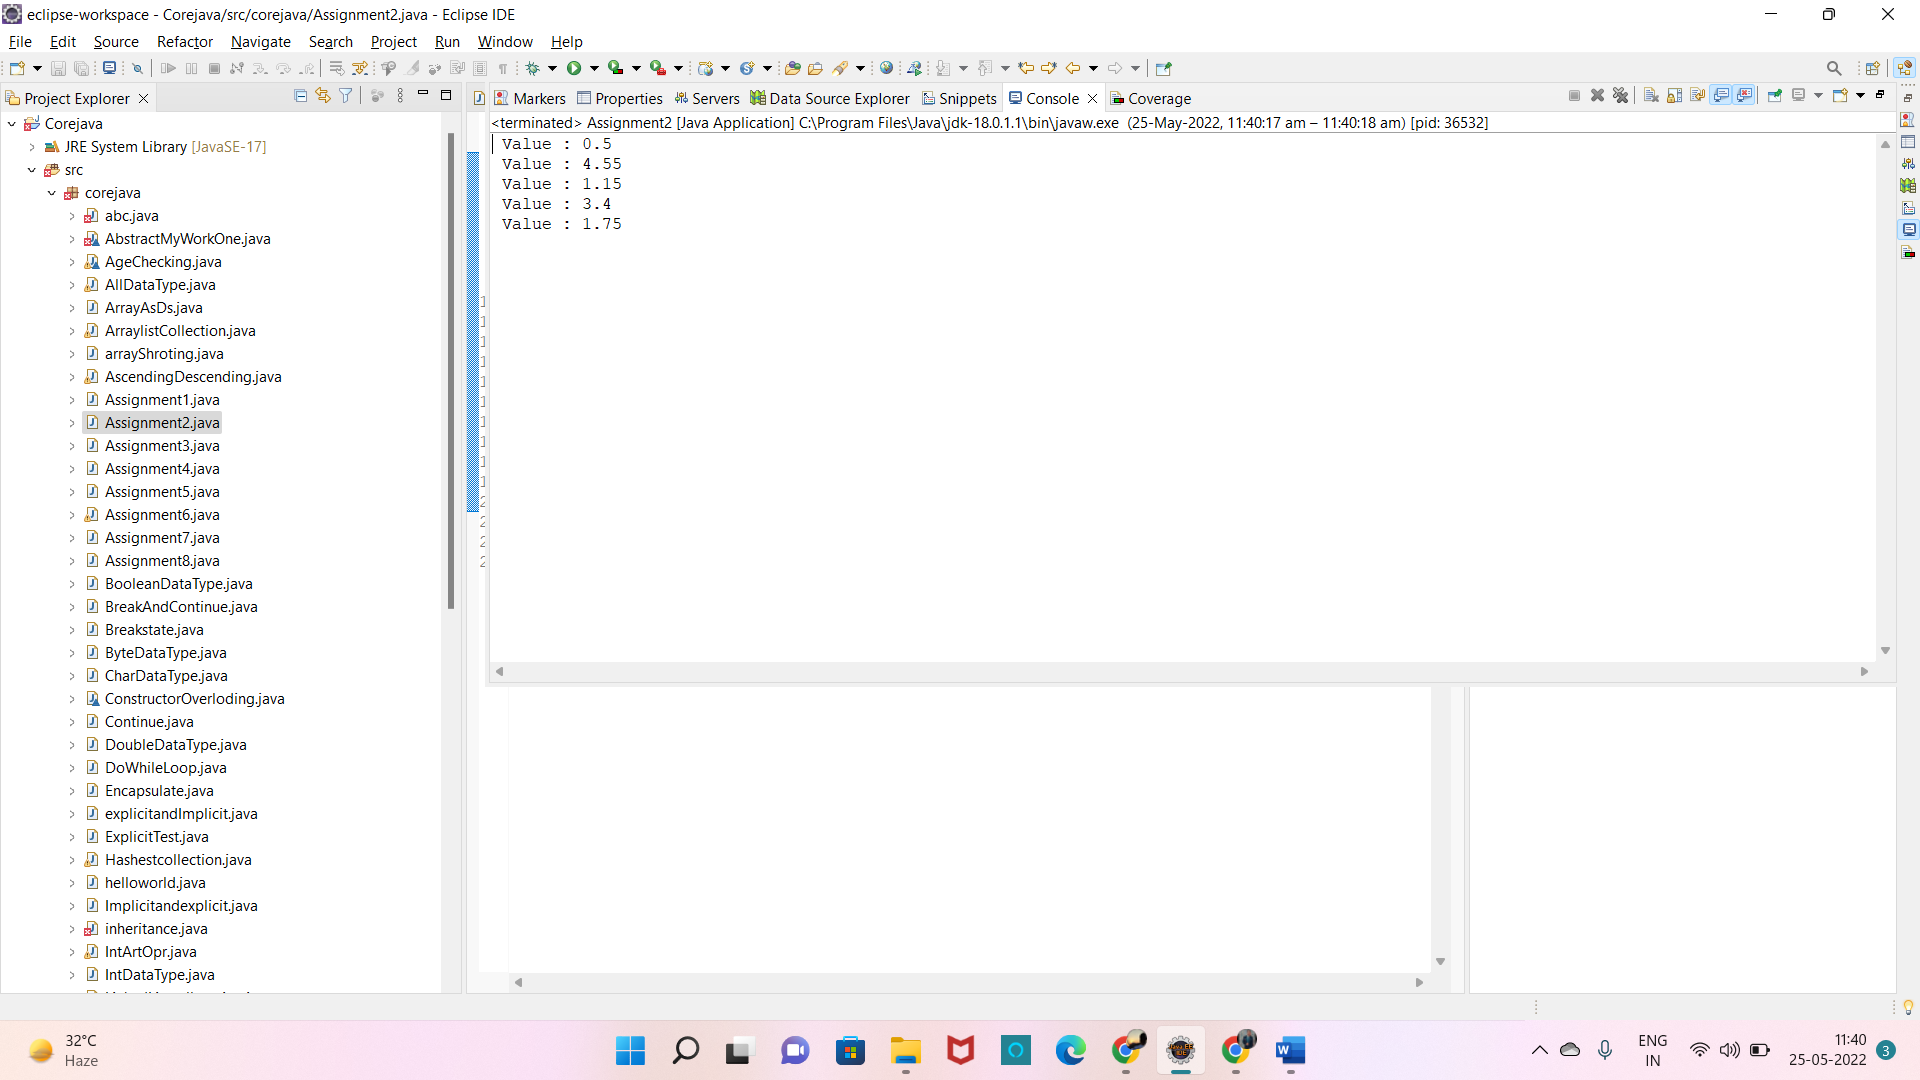 eclipse-workspace - Corejava/src/corejava/Assignment2.java - Eclipse IDE
File Edit Source Refactor Navigate Search Project Run Window Help
Project Explorer
Markers Properties Servers Data Source Explorer Snippets Console Coverage
<terminated> Assignment2 [Java Application] C:\Program Files\Java\jdk-18.0.1.1\bin\javaw.exe (25-May-2022, 11:40:17 am – 11:40:18 am) [pid: 36532]
Value : 0.5
Value : 4.55
Value : 1.15
Value : 3.4
Value : 1.75
Corejava
JRE System Library [JavaSE-17]
src
corejava
abc.java
AbstractMyWorkOne.java
AgeChecking.java
AllDataType.java
ArrayAsDs.java
ArraylistCollection.java
arrayShroting.java
AscendingDescending.java
Assignment1.java
Assignment2.java
Assignment3.java
Assignment4.java
Assignment5.java
Assignment6.java
Assignment7.java
Assignment8.java
BooleanDataType.java
BreakAndContinue.java
Breakstate.java
ByteDataType.java
CharDataType.java
ConstructorOverloding.java
Continue.java
DoubleDataType.java
DoWhileLoop.java
Encapsulate.java
explicitandImplicit.java
ExplicitTest.java
Hashestcollection.java
helloworld.java
Implicitandexplicit.java
inheritance.java
IntArtOpr.java
IntDataType.java
32°C
Haze
ENG
IN
11:40
25-05-2022
3